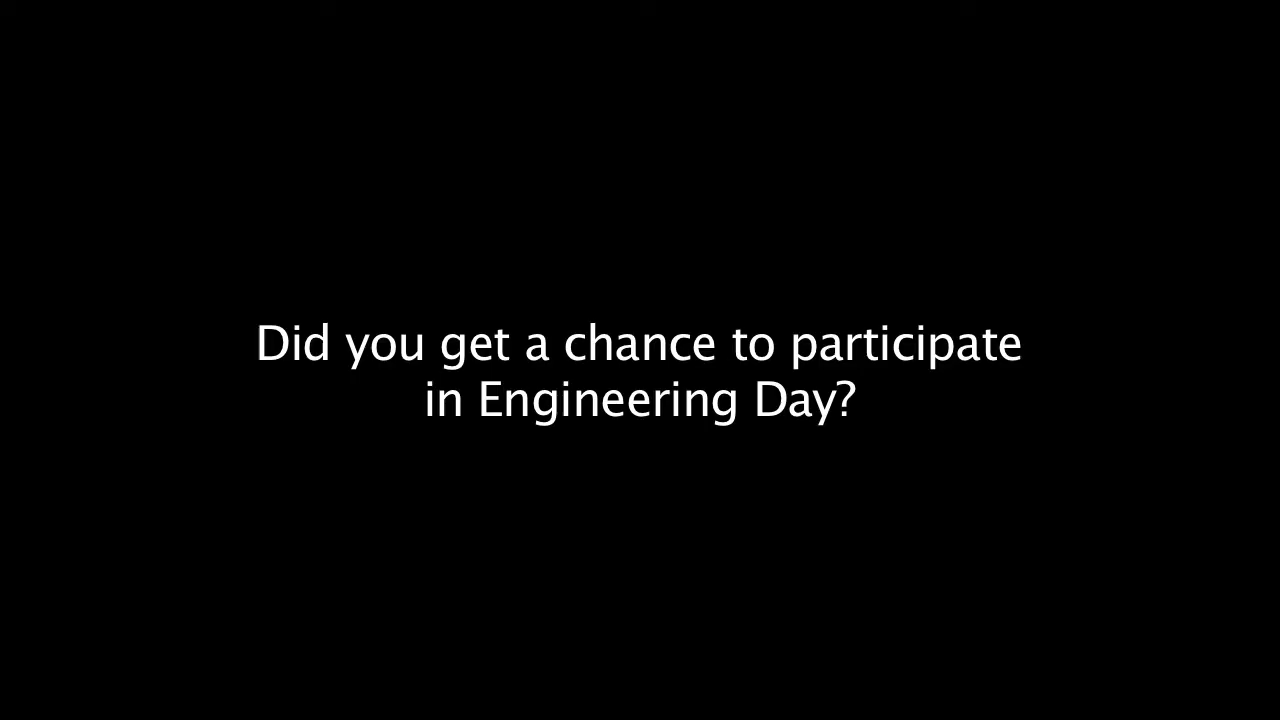 Did you get a chance to participate
in Engineering Day?